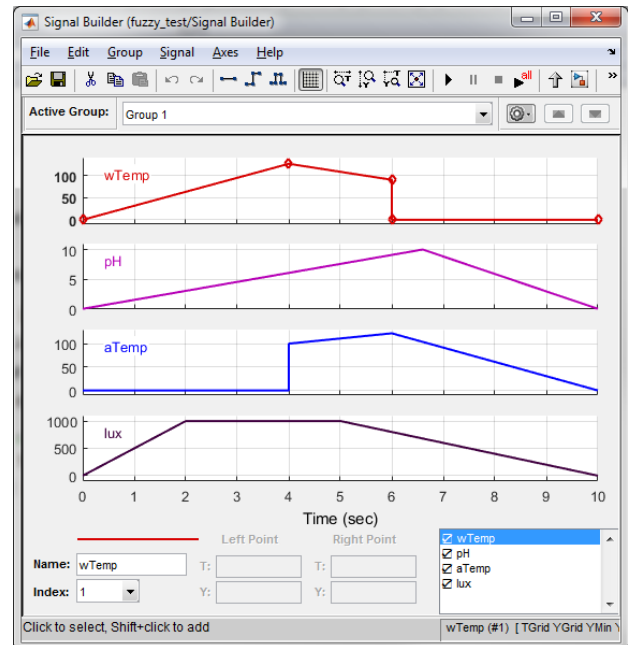 Signal Builder (fuzzy_test/Signal Builder)
File Edit Group Signal Axes Help
all
Active Group: Group 1
wTemp
100
50
0
pH
10
5
0
aTemp
100
50
0
lux
1000
500
0
0 1 2 3 4 5 6 7 8 9 10
Time (sec)
Left Point Right Point
Name: wTemp T: T:
Index: 1 Y: Y:
wTemp
pH
aTemp
lux
Click to select, Shift+click to add wTemp (#1) [ TGrid YGrid YMin